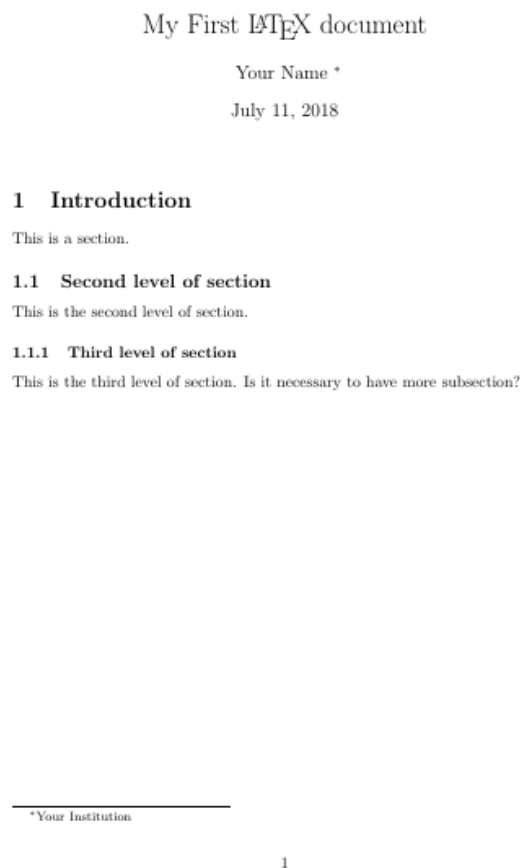 My First LATEX document
Your Name *
July 11, 2018
1 Introduction
This is a section.
1.1 Second level of section
This is the second level of section.
1.1.1 Third level of section
This is the third level of section. Is it necessary to have more subsection?
*Your Institution
1